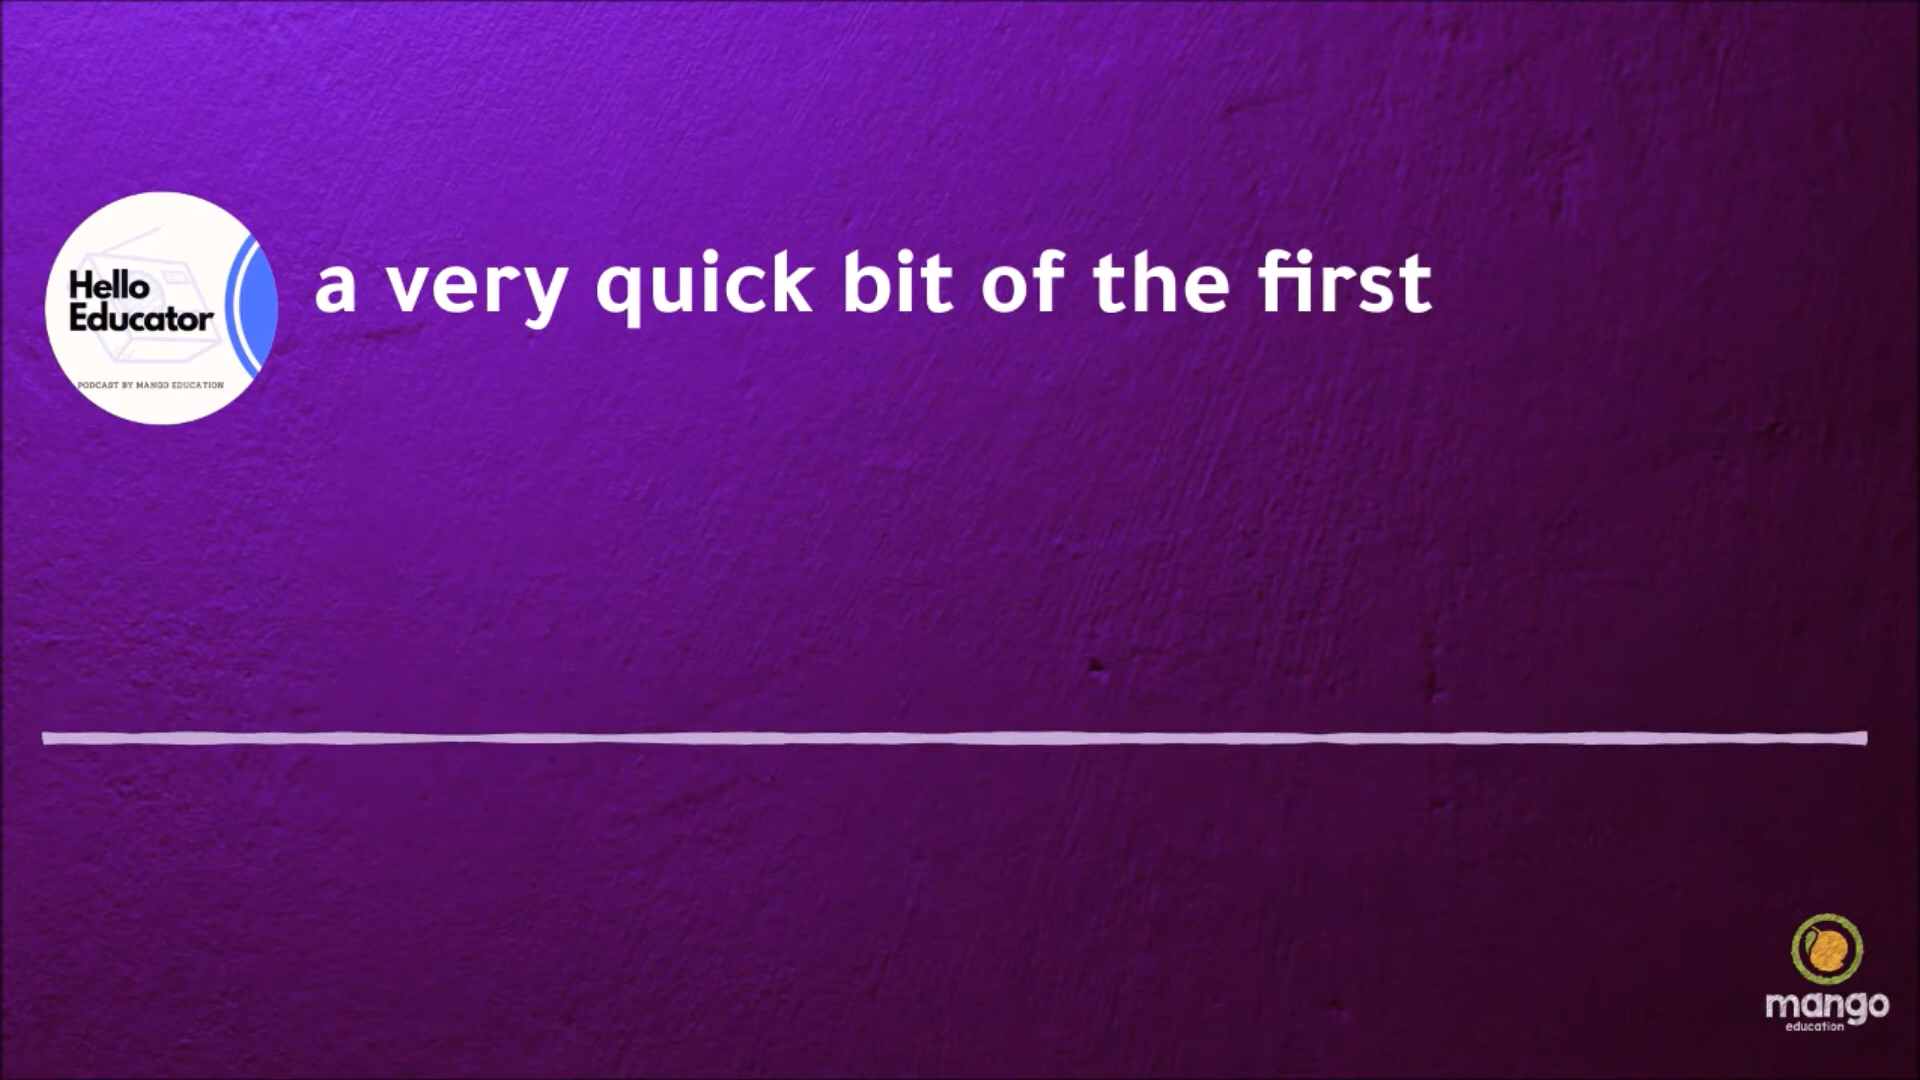 Hello
Educator
PODCAST BY MANGO EDUCATION
a very quick bit of the first
mango
education